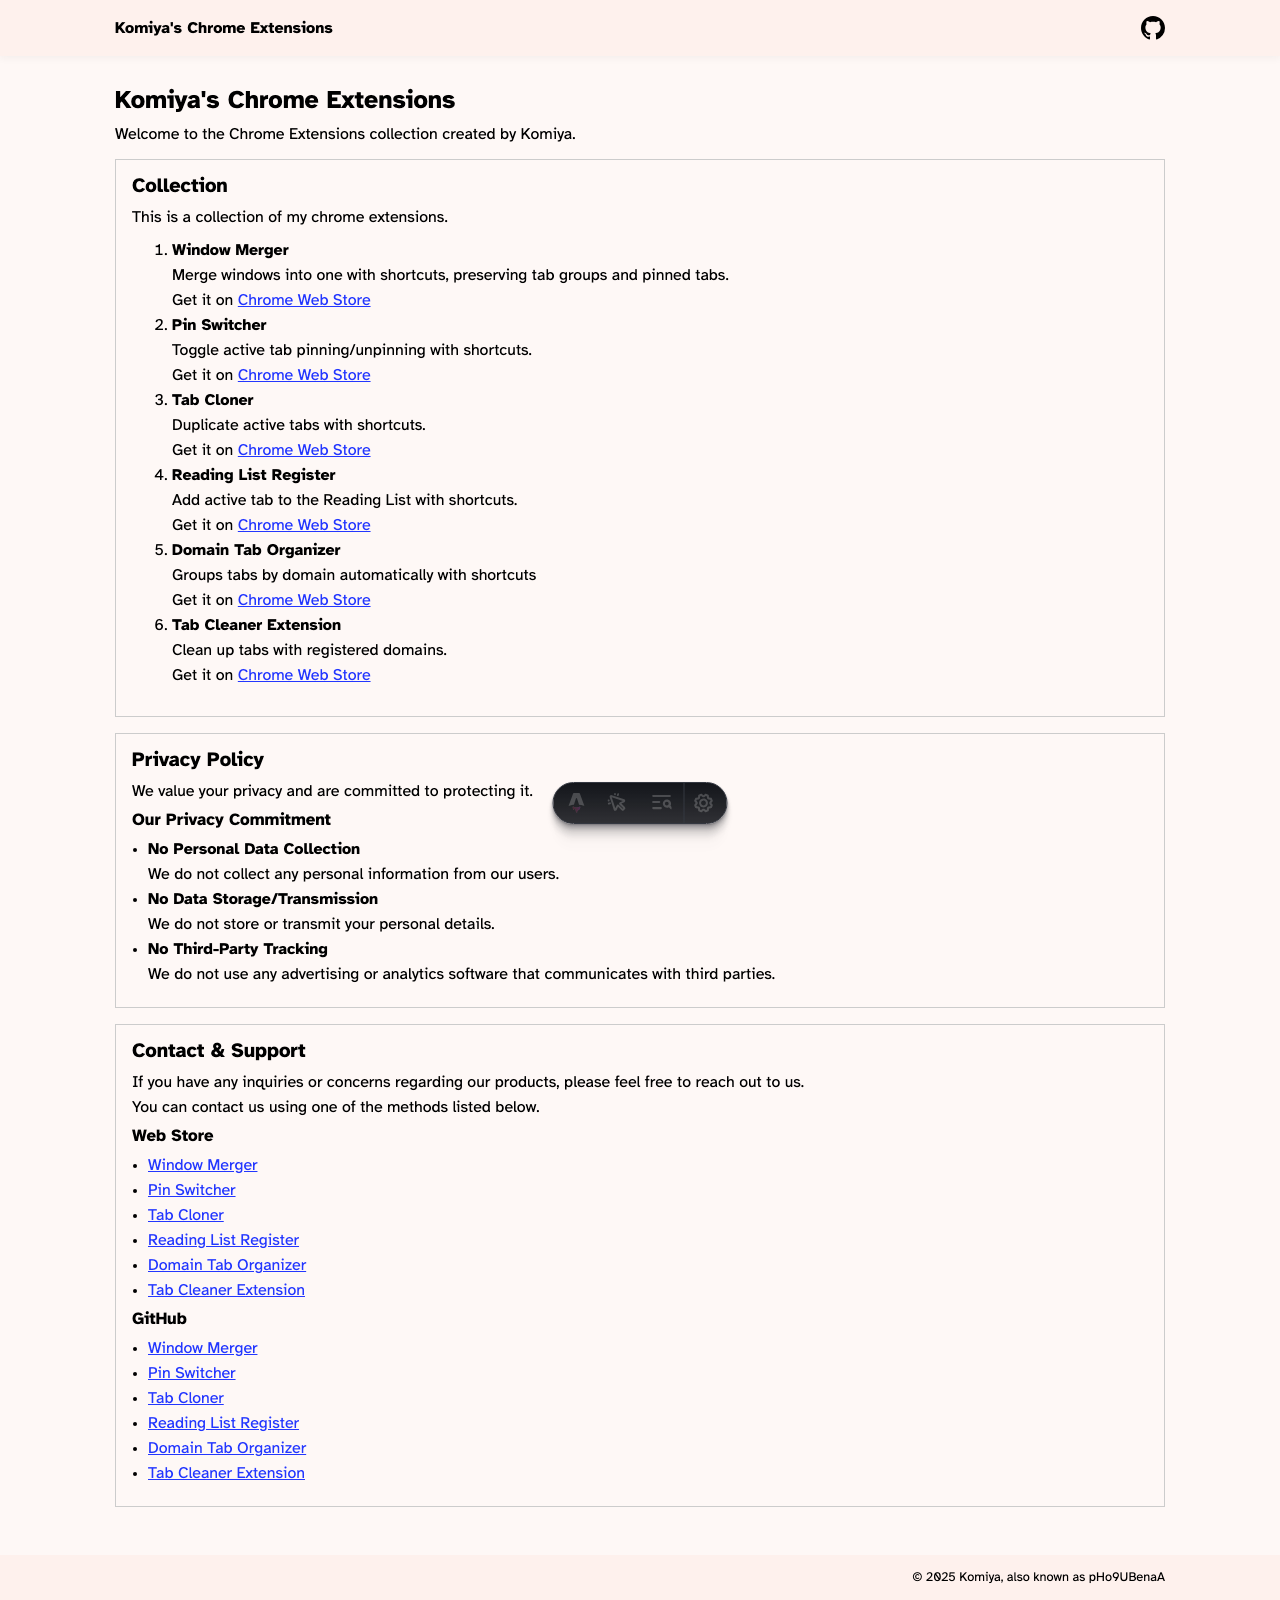 Komiya's Chrome Extensions
Komiya's Chrome Extensions
Welcome to the Chrome Extensions collection created by Komiya.
Collection
This is a collection of my chrome extensions.
1. Window Merger
Merge windows into one with shortcuts, preserving tab groups and pinned tabs.
Get it on Chrome Web Store
2. Pin Switcher
Toggle active tab pinning/unpinning with shortcuts.
Get it on Chrome Web Store
3. Tab Cloner
Duplicate active tabs with shortcuts.
Get it on Chrome Web Store
4. Reading List Register
Add active tab to the Reading List with shortcuts.
Get it on Chrome Web Store
5. Domain Tab Organizer
Groups tabs by domain automatically with shortcuts
Get it on Chrome Web Store
6. Tab Cleaner Extension
Clean up tabs with registered domains.
Get it on Chrome Web Store
Privacy Policy
We value your privacy and are committed to protecting it.
Our Privacy Commitment
• No Personal Data Collection
We do not collect any personal information from our users.
• No Data Storage/Transmission
We do not store or transmit your personal details.
• No Third-Party Tracking
We do not use any advertising or analytics software that communicates with third parties.
Contact & Support
If you have any inquiries or concerns regarding our products, please feel free to reach out to us.
You can contact us using one of the methods listed below.
Web Store
• Window Merger
• Pin Switcher
• Tab Cloner
• Reading List Register
• Domain Tab Organizer
• Tab Cleaner Extension
GitHub
• Window Merger
• Pin Switcher
• Tab Cloner
• Reading List Register
• Domain Tab Organizer
• Tab Cleaner Extension
© 2025 Komiya, also known as pHo9UBenaA